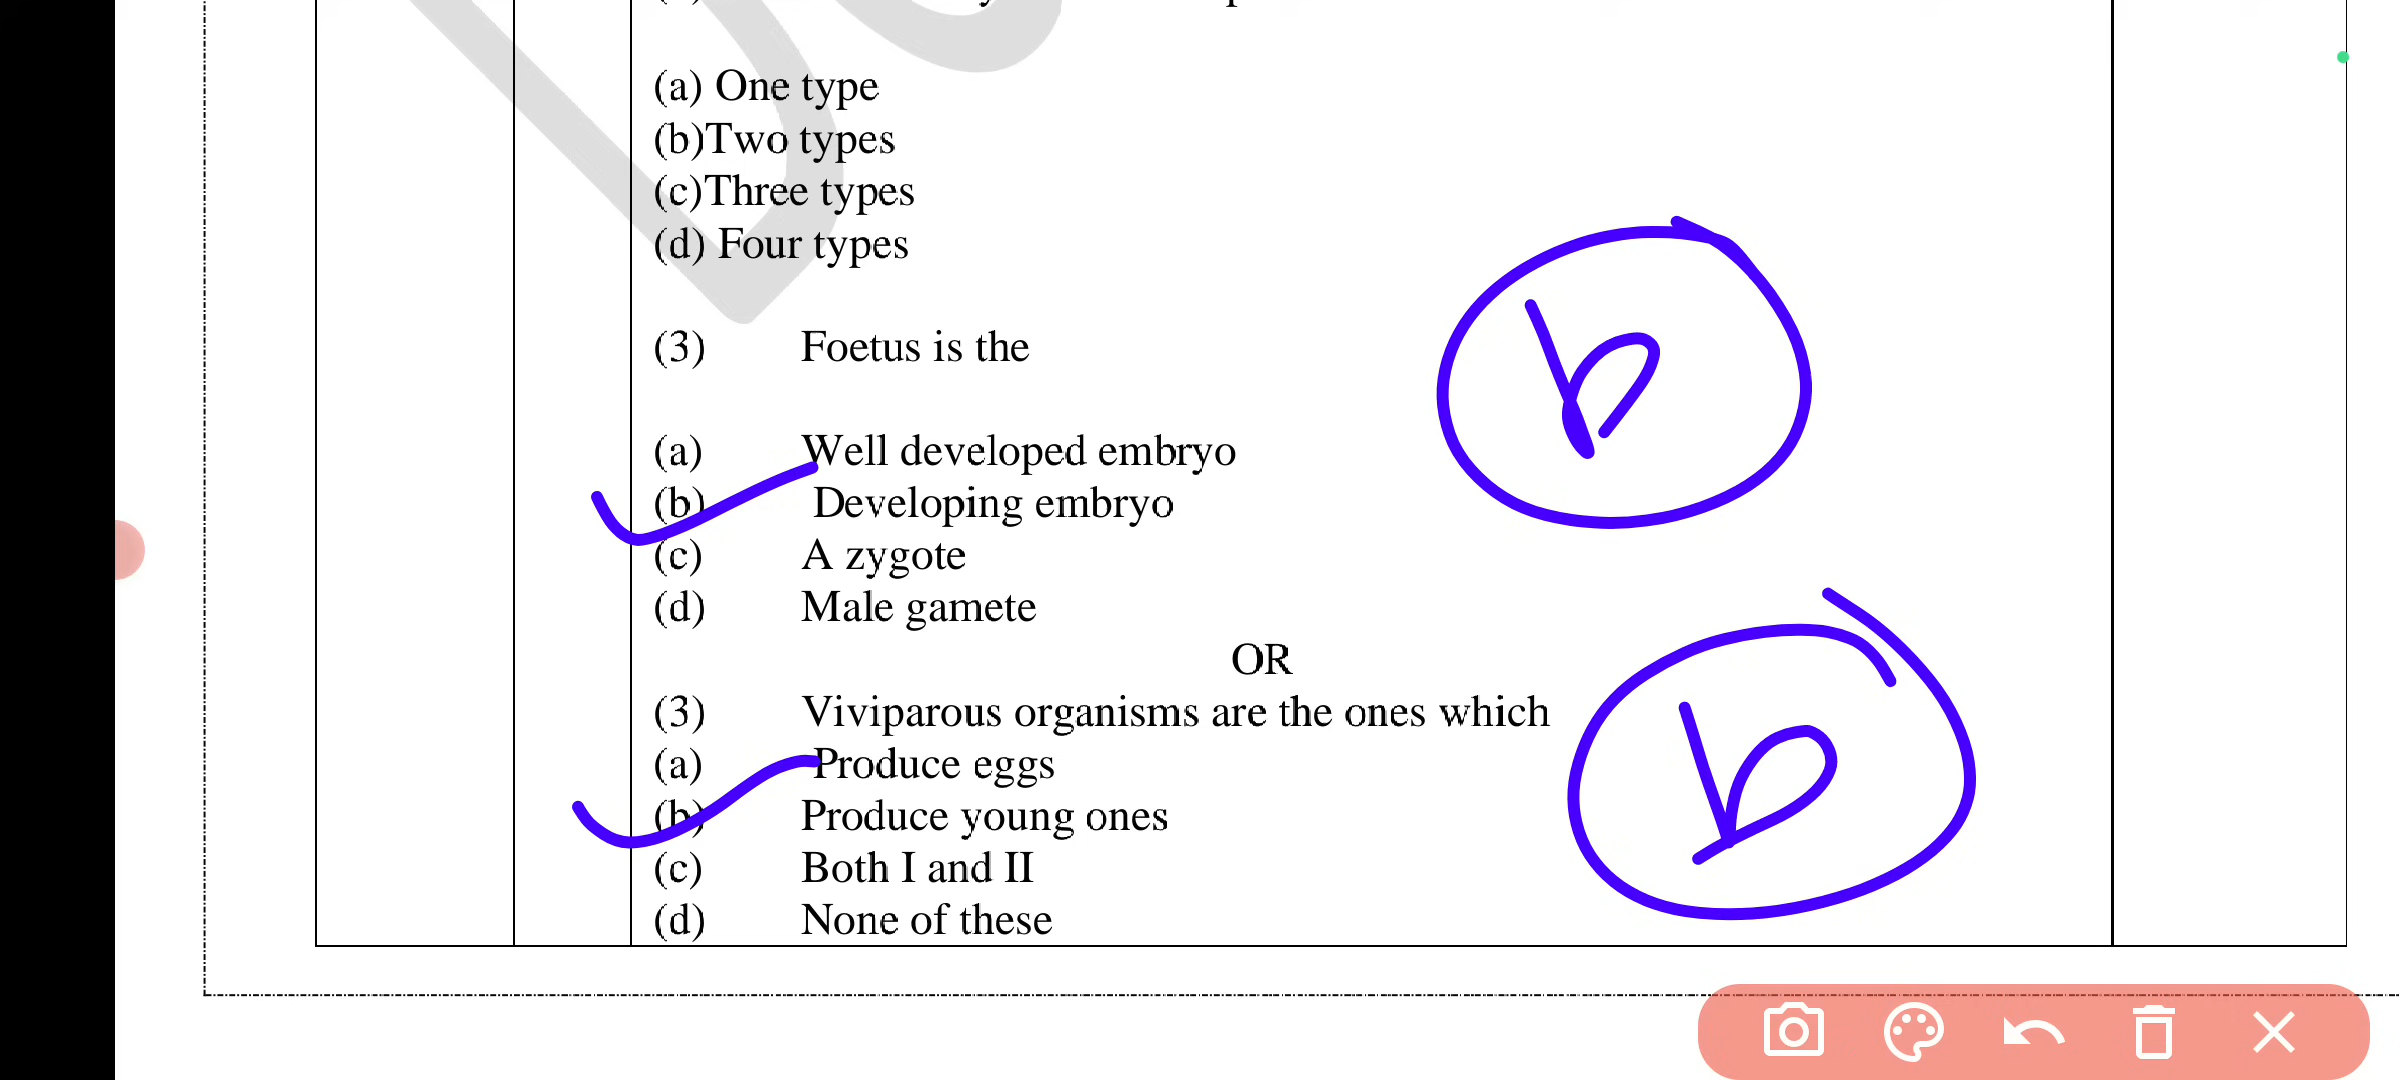 (a) One type
(b)Two types
(c)Three types
(d) Four types
(3) Foetus is the
b
(a) Well developed embryo
(b) Developing embryo
(c) A zygote
(d) Male gamete
OR
(3) Viviparous organisms are the ones which
(a) Produce eggs
b
(b) Produce young ones
(c) Both I and II
(d) None of these